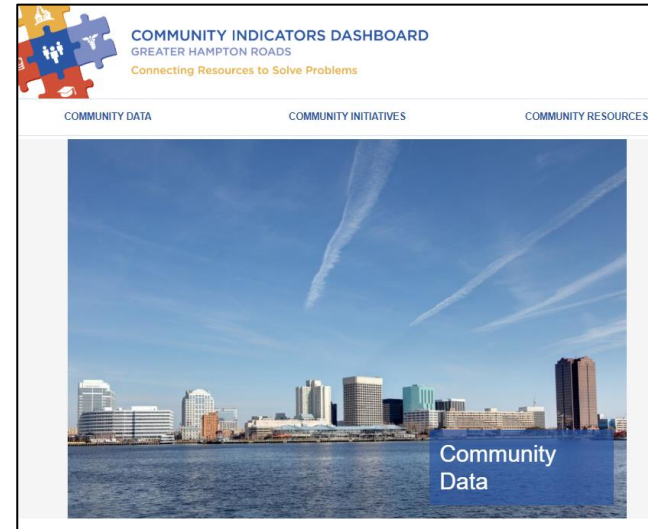 COMMUNITY INDICATORS DASHBOARD
GREATER HAMPTON ROADS
Connecting Resources to Solve Problems
COMMUNITY DATA COMMUNITY INITIATIVES COMMUNITY RESOURCES
Community
Data